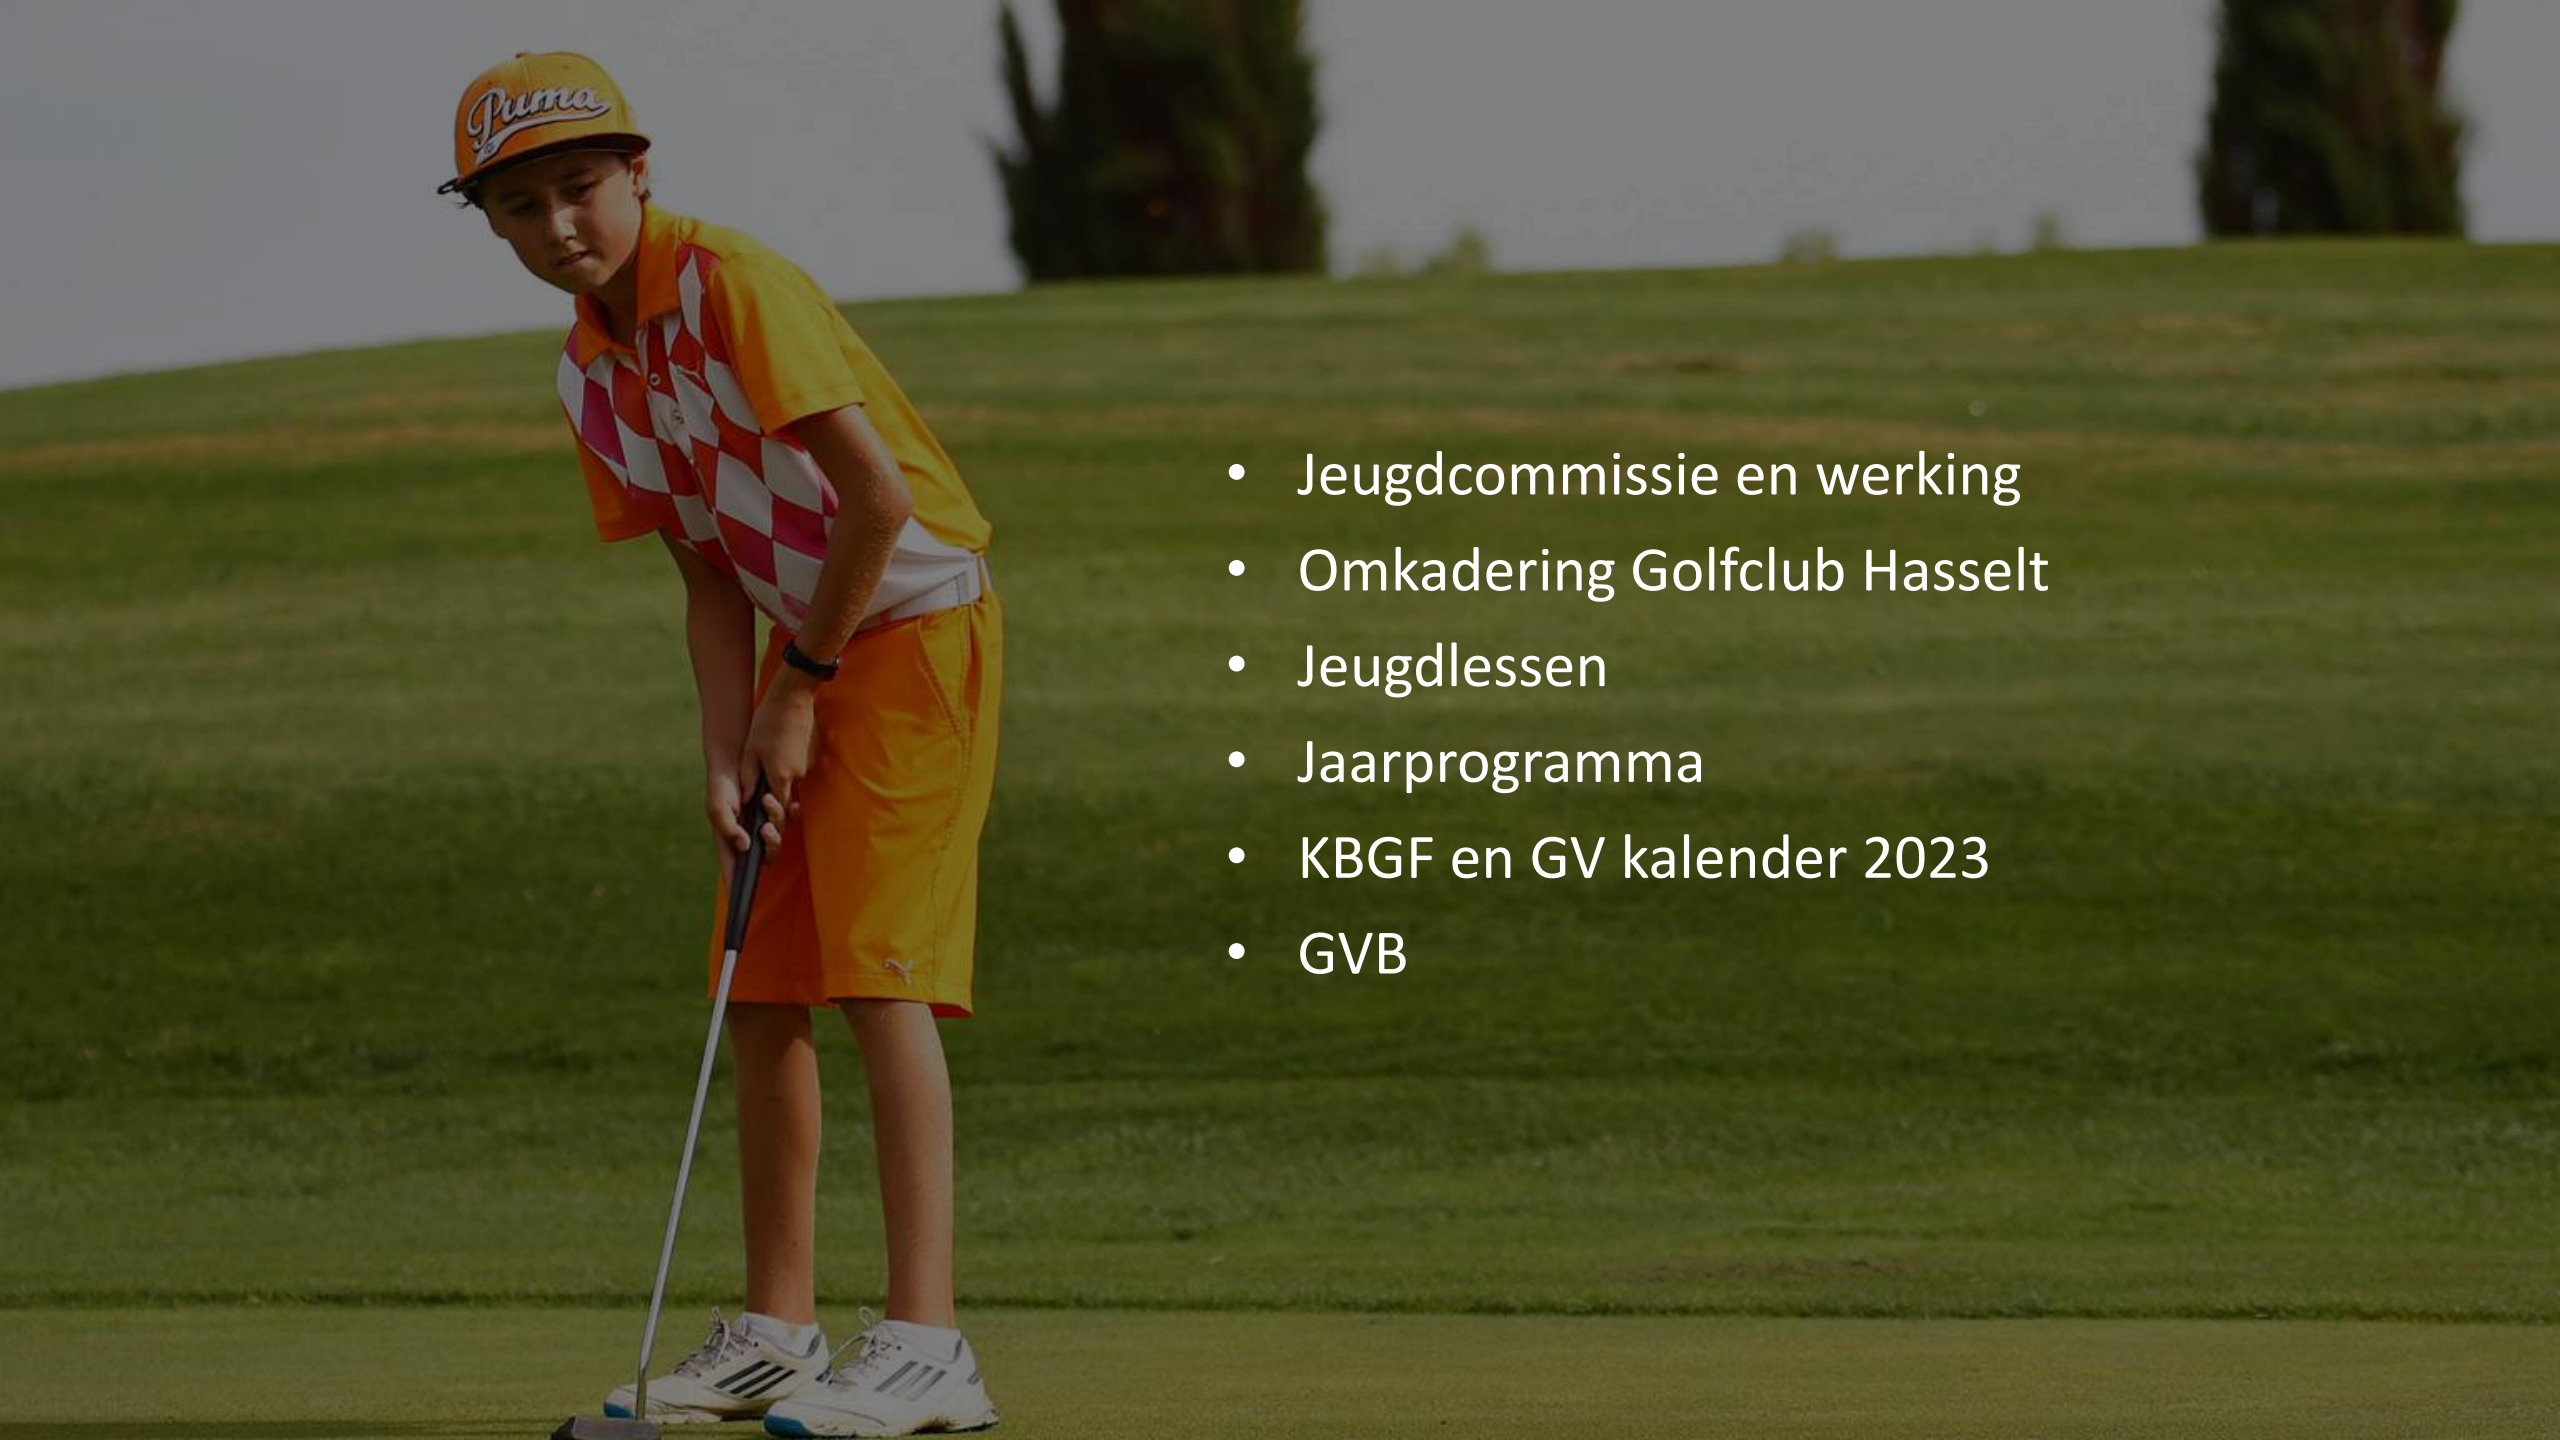 Puma
• Jeugdcommissie en werking
• Omkadering Golfclub Hasselt
• Jeugdlessen
• Jaarprogramma
• KBGF en GV kalender 2023
• GVB